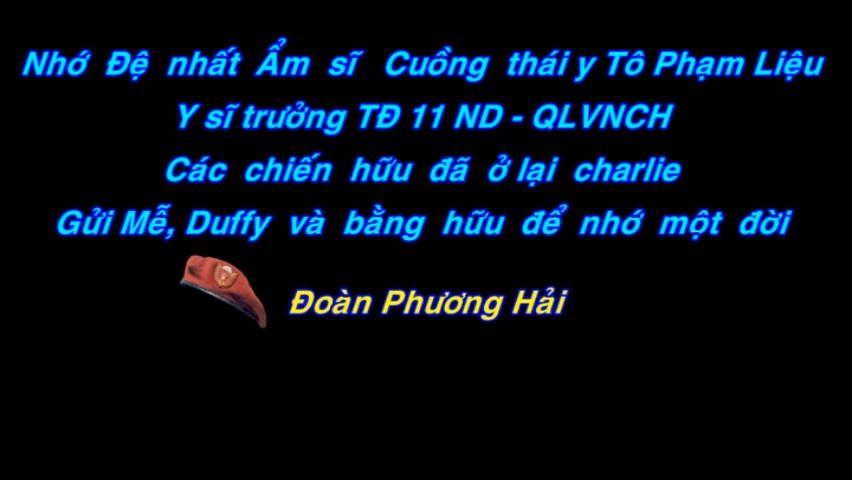 Nhớ Đệ nhất Ẩm sĩ Cuồng thái y Tô Phạm Liệu
Y sĩ trưởng TĐ 11 ND - QLVNCH
Các chiến hữu đã ở lại charlie
Gửi Mễ, Duffy và bằng hữu để nhớ một đời
Đoàn Phương Hải